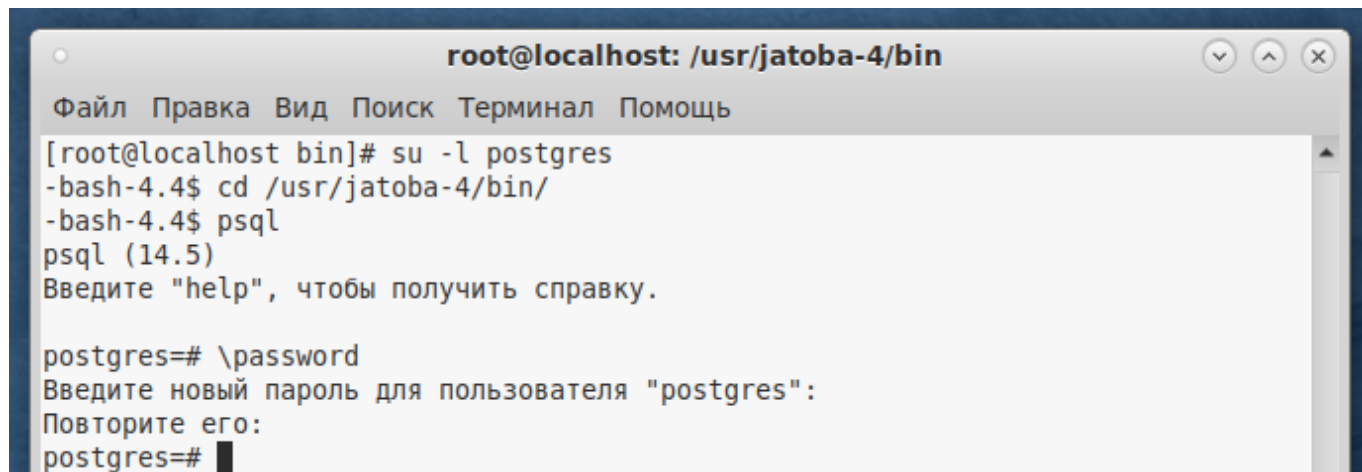 root@localhost: /usr/jatoba-4/bin
Файл Правка Вид Поиск Терминал Помощь
[root@localhost bin]# su -l postgres
-bash-4.4$ cd /usr/jatoba-4/bin/
-bash-4.4$ psql
psql (14.5)
Введите "help", чтобы получить справку.
postgres=# \password
Введите новый пароль для пользователя "postgres":
Повторите его:
postgres=#